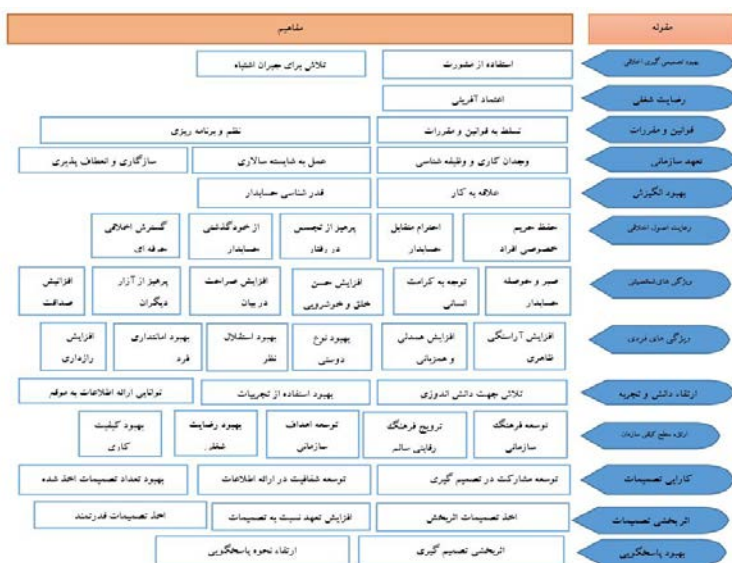 مقوله
مفاهیم
بهبود تصمیمی گیری اخلاقی
استفاده از مشورت
تلاش برای جبران اشتباه
رضایت شغلی
اعتماد آفرینی
قوانین و مقررات
تسلط به قوانین و مقررات
نظم و برنامه ریزی
تعهد سازمانی
وجدان کاری و وظیفه شناسی
عمل به شایسته سالاری
سازگاری و انعطاف پذیری
بهبود انگیزش
علاقه به کار
قدر شناسی حسابدار
رعایت اصول اخلاقی
حفظ حریم
خصوصی افراد
احترام متقابل
حسابدار
پرهیز از تجسس
در رفتار
از خودگذشتی
حسابدار
گسترش اخلاقی
حرفه ای
ویژگی های شخصیتی
صبر و حوصله
حسابدار
توجه به کرامت
انسانی
افزایش حسن
خلق و خوشرویی
افزایش صراحت
در بیان
پرهیز از آزار
دیگران
افزایش
صداقت
ویژگی های فردی
افزایش آراستگی
ظاهری
افزایش همدلی
و همزبانی
بهبود نوع
دوستی
بهبود استقلال
نظر
بهبود امانتداری
فرد
افزایش
رازداری
ارتقاء دانش و تجربه
تلاش جهت دانش اندوزی
بهبود استفاده از تجربیات
توانایی ارائه اطلاعات به موقع
ارتقاء سطح کیفی سازمان
توسعه فرهنگ
سازمانی
ترویج فرهنگ
رقابتی سالم
توسعه اهداف
سازمانی
بهبود رضایت
شغلی
بهبود کیفیت
کاری
کارایی تصمیمات
توسعه مشارکت در تصمیم گیری
توسعه شفافیت در ارائه اطلاعات
بهبود تعداد تصمیمات اخذ شده
اثربخشی تصمیمات
اخذ تصمیمات اثربخش
افزایش تعهد نسبت به تصمیمات
اخذ تصمیمات قدرتمند
بهبود پاسخگویی
اثربخشی تصمیم گیری
ارتقاء نحوه پاسخگویی